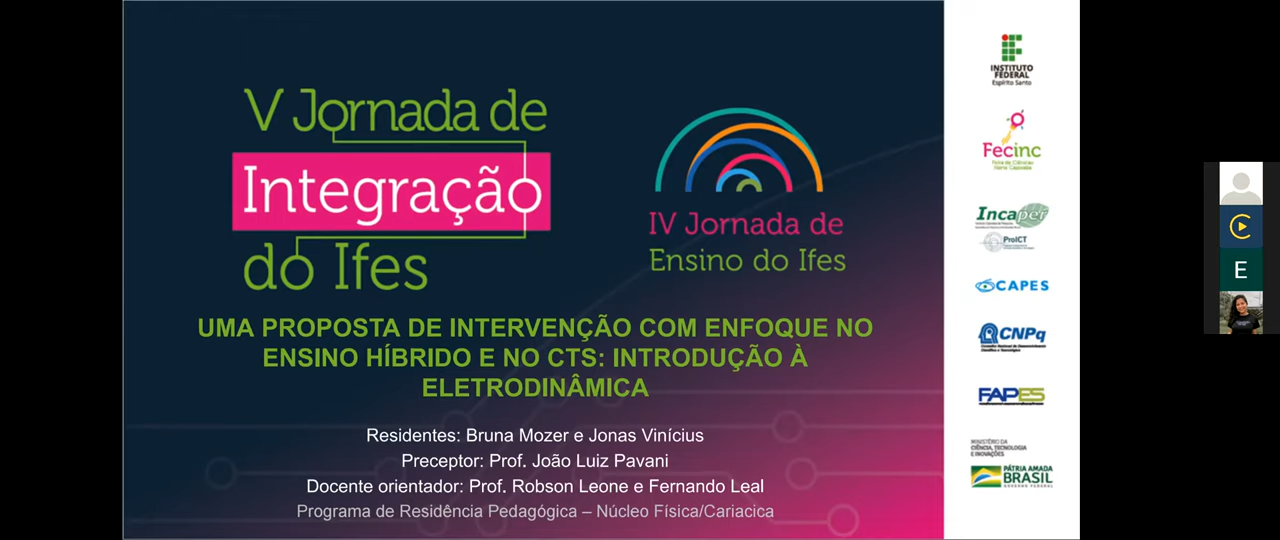 V Jornada de
Integração
do Ifes
IV Jornada de
Ensino do Ifes
UMA PROPOSTA DE INTERVENÇÃO COM ENFOQUE NO
ENSINO HÍBRIDO E NO CTS: INTRODUÇÃO À
ELETRODINÂMICA
Residentes: Bruna Mozer e Jonas Vinícius
Preceptor: Prof. João Luiz Pavani
Docente orientador: Prof. Robson Leone e Fernando Leal
Programa de Residência Pedagógica – Núcleo Física/Cariacica
INSTITUTO
FEDERAL
Espírito Santo
Fecinc
Incaper
ProICT
CAPES
CNPq
FAPES
MINISTÉRIO DA
CIÊNCIA, TECNOLOGIA
E INOVAÇÕES
PÁTRIA AMADA
BRASIL
GOVERNO FEDERAL
E